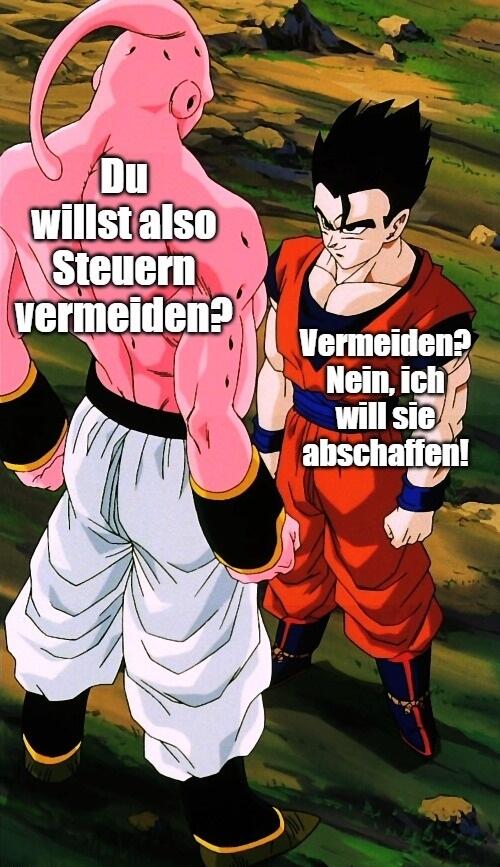 Du
willst also
Steuern
vermeiden?
Vermeiden?
Nein, ich
will sie
abschaffen!